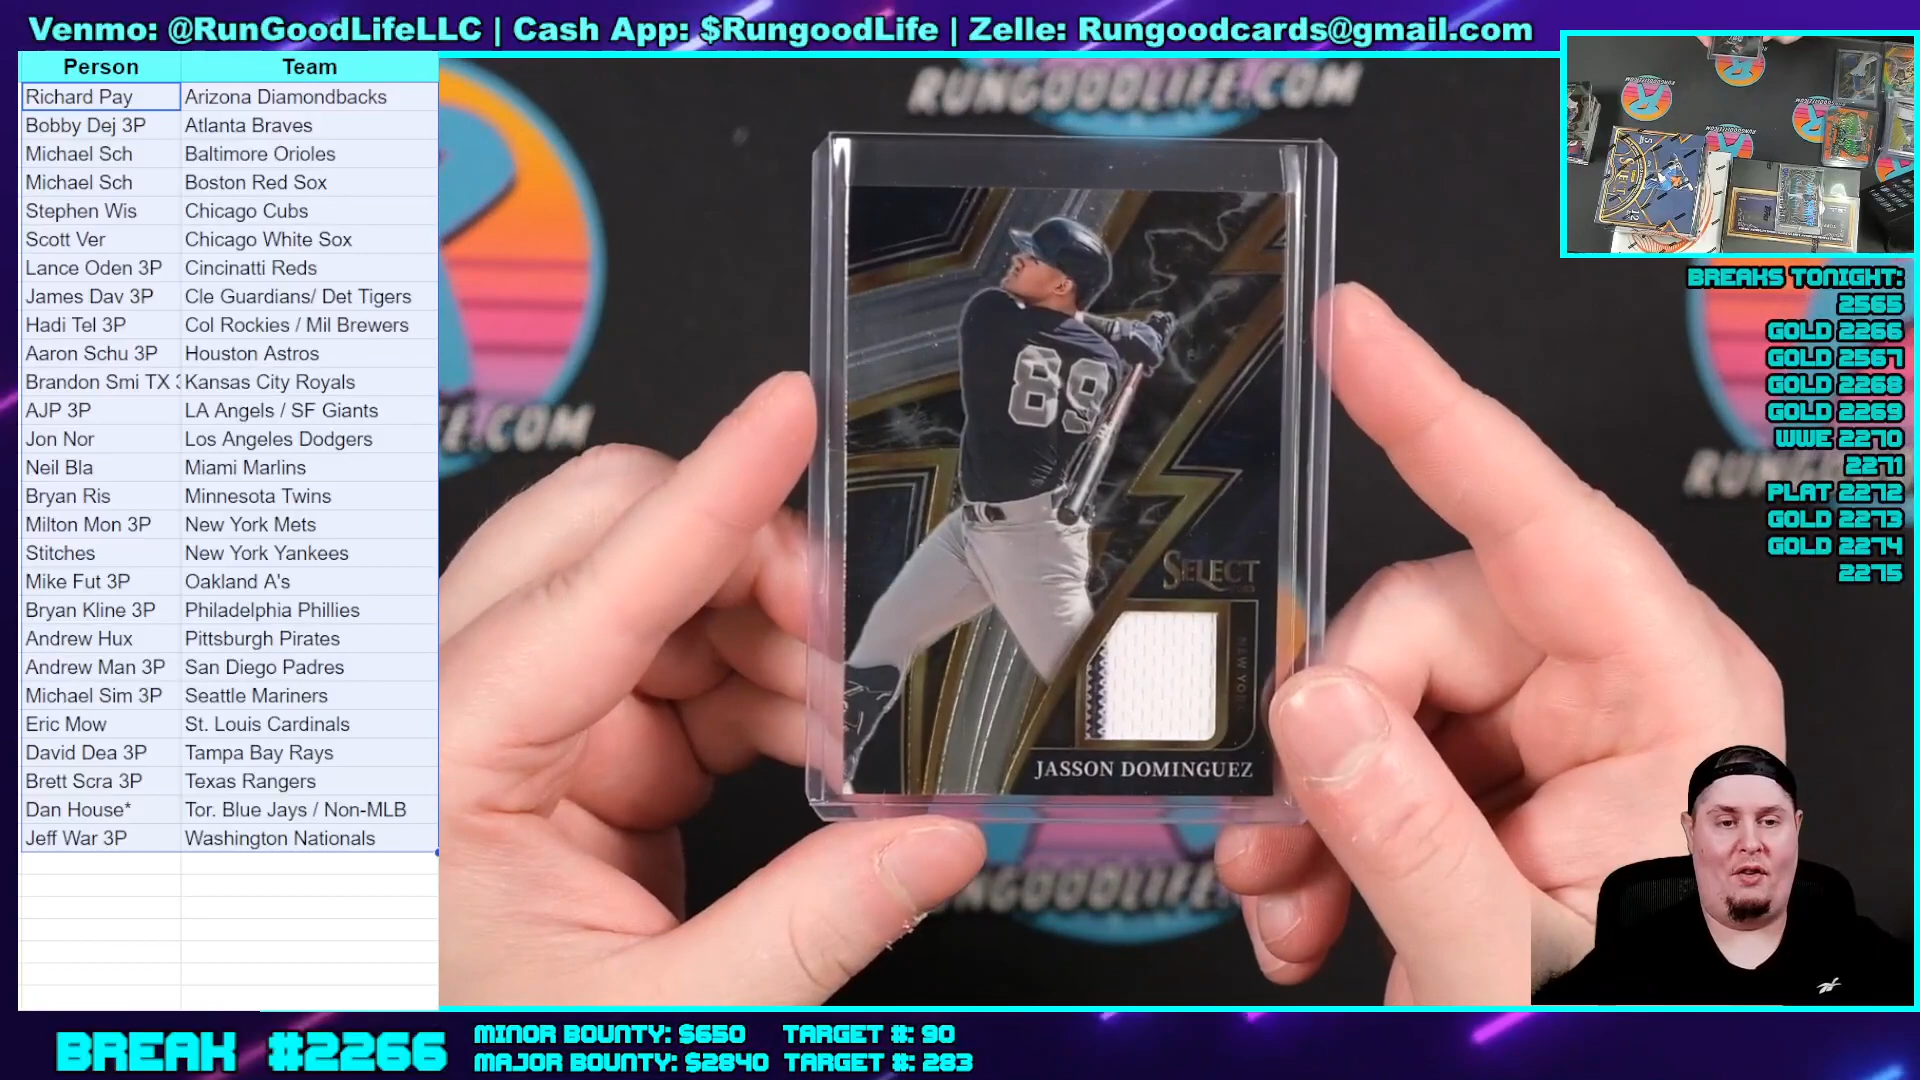 Venmo: @RunGoodLifeLLC | Cash App: $RungoodLife | Zelle: Rungoodcards@gmail.com
Person Team
Richard Pay Arizona Diamondbacks
Bobby Dej 3P Atlanta Braves
Michael Sch Baltimore Orioles
Michael Sch Boston Red Sox
Stephen Wis Chicago Cubs
Scott Ver Chicago White Sox
Lance Oden 3P Cincinatti Reds
James Dav 3P Cle Guardians/ Det Tigers
Hadi Tel 3P Col Rockies / Mil Brewers
Aaron Schu 3P Houston Astros
Brandon Smi TX Kansas City Royals
AJP 3P LA Angels / SF Giants
Jon Nor Los Angeles Dodgers
Neil Bla Miami Marlins
Bryan Ris Minnesota Twins
Milton Mon 3P New York Mets
Stitches New York Yankees
Mike Fut 3P Oakland A's
Bryan Kline 3P Philadelphia Phillies
Andrew Hux Pittsburgh Pirates
Andrew Man 3P San Diego Padres
Michael Sim 3P Seattle Mariners
Eric Mow St. Louis Cardinals
David Dea 3P Tampa Bay Rays
Brett Scra 3P Texas Rangers
Dan House* Tor. Blue Jays / Non-MLB
Jeff War 3P Washington Nationals
RUNGOODLIFE.COM
E.COM
89
SELECT
NEW YORK
JASSON DOMINGUEZ
RUNGOODLIFE.
BREAKS TONIGHT:
2565
GOLD 2266
GOLD 2567
GOLD 2268
GOLD 2269
WWE 2270
2271
PLAT 2272
GOLD 2273
GOLD 2274
2275
BREAK #2266
MINOR BOUNTY: $650 TARGET #: 90
MAJOR BOUNTY: $2840 TARGET #: 283